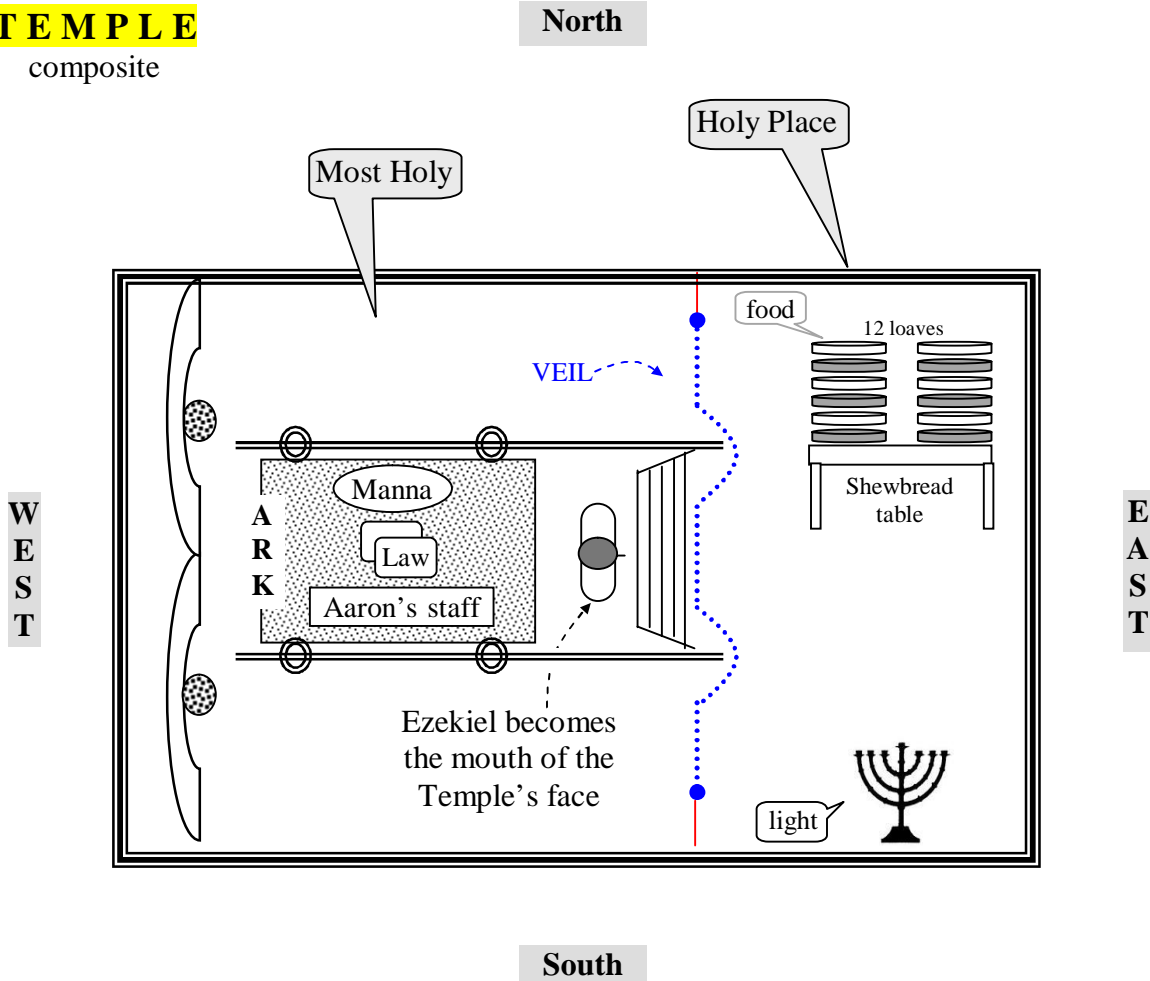 T E M P L E
composite
North
Holy Place
Most Holy
food
12 loaves
VEIL
Manna
Law
Aaron’s staff
A
R
K
Shewbread
table
W
E
S
T
E
A
S
T
Ezekiel becomes
the mouth of the
Temple’s face
light
South